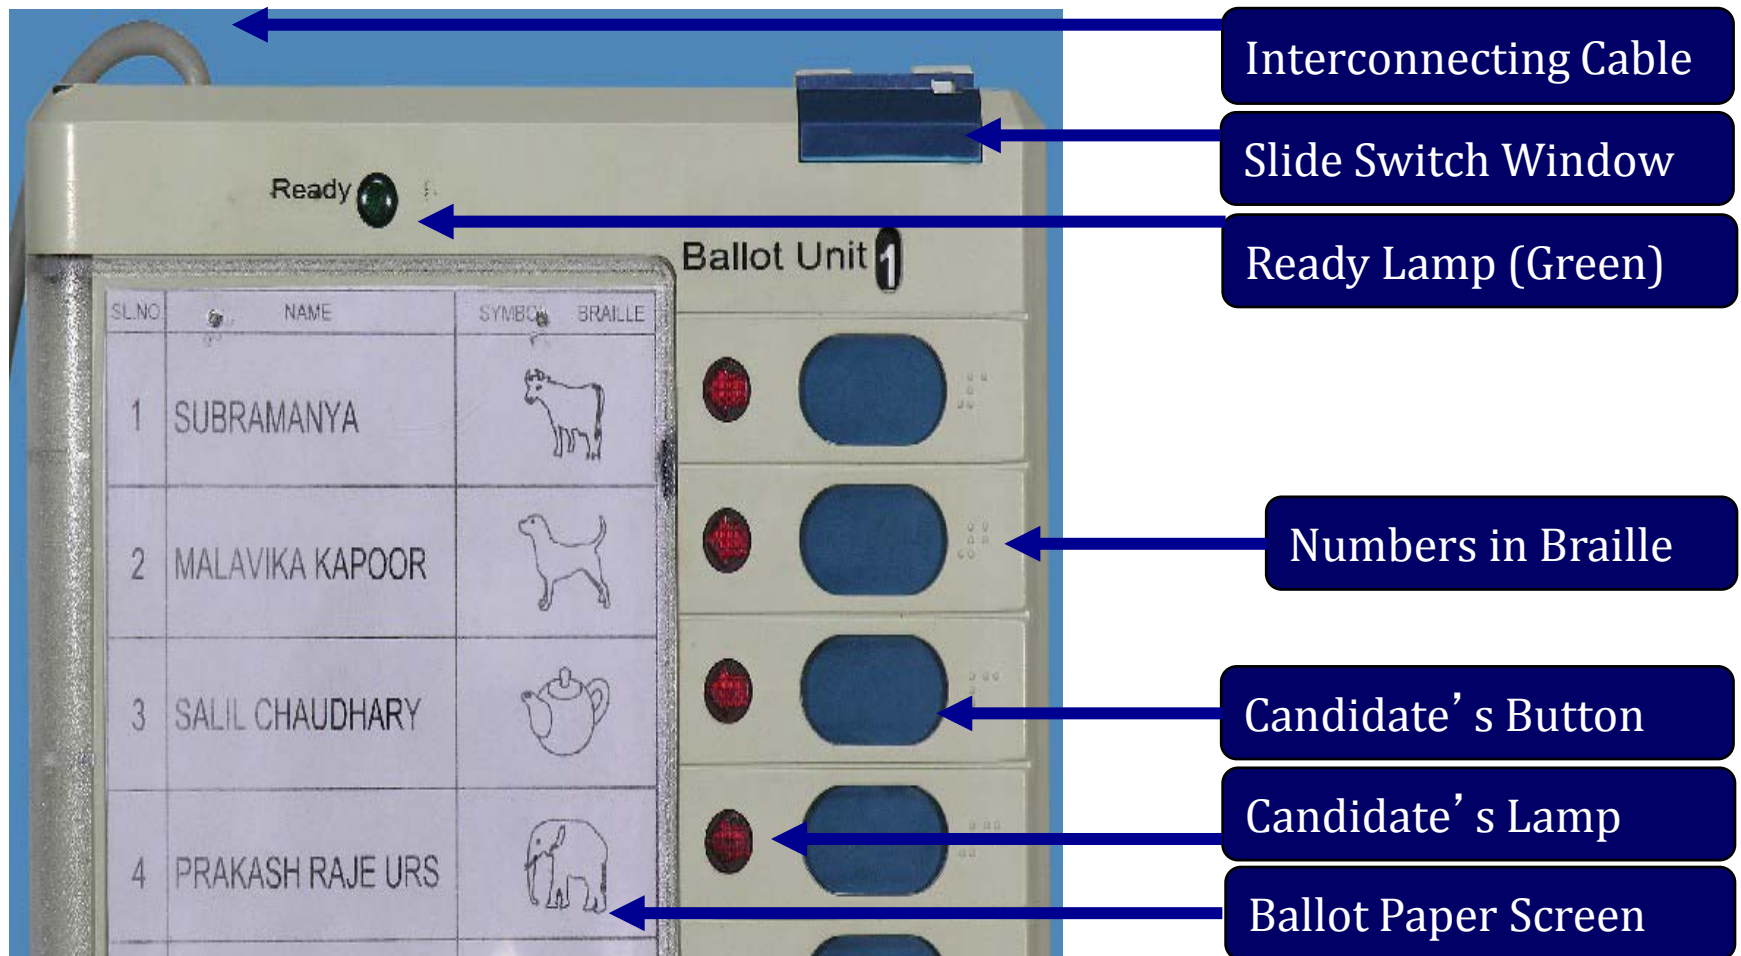 Interconnecting Cable
Slide Switch Window
Ready
Ready Lamp (Green)
Ballot Unit 1
SL.NO NAME SYMBOL BRAILLE
1 SUBRAMANYA
2 MALAVIKA KAPOOR
Numbers in Braille
3 SALIL CHAUDHARY
Candidate’s Button
Candidate’s Lamp
4 PRAKASH RAJE URS
Ballot Paper Screen